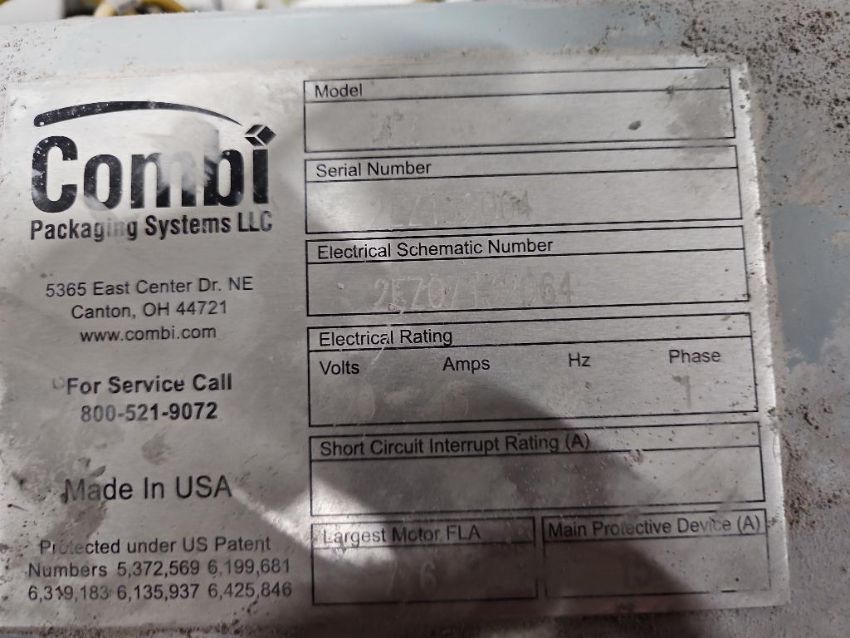 Combi
Packaging Systems LLC
5365 East Center Dr. NE
Canton, OH 44721
www.combi.com
For Service Call
800-521-9072
Made In USA
Protected under US Patent
Numbers 5,372,569 6,199,681
6,319,183 6,135,937 6,425,846
Model
Serial Number
Electrical Schematic Number
Electrical Rating
Volts Amps Hz Phase
1
Short Circuit Interrupt Rating (A)
Largest Motor FLA
Main Protective Device (A)